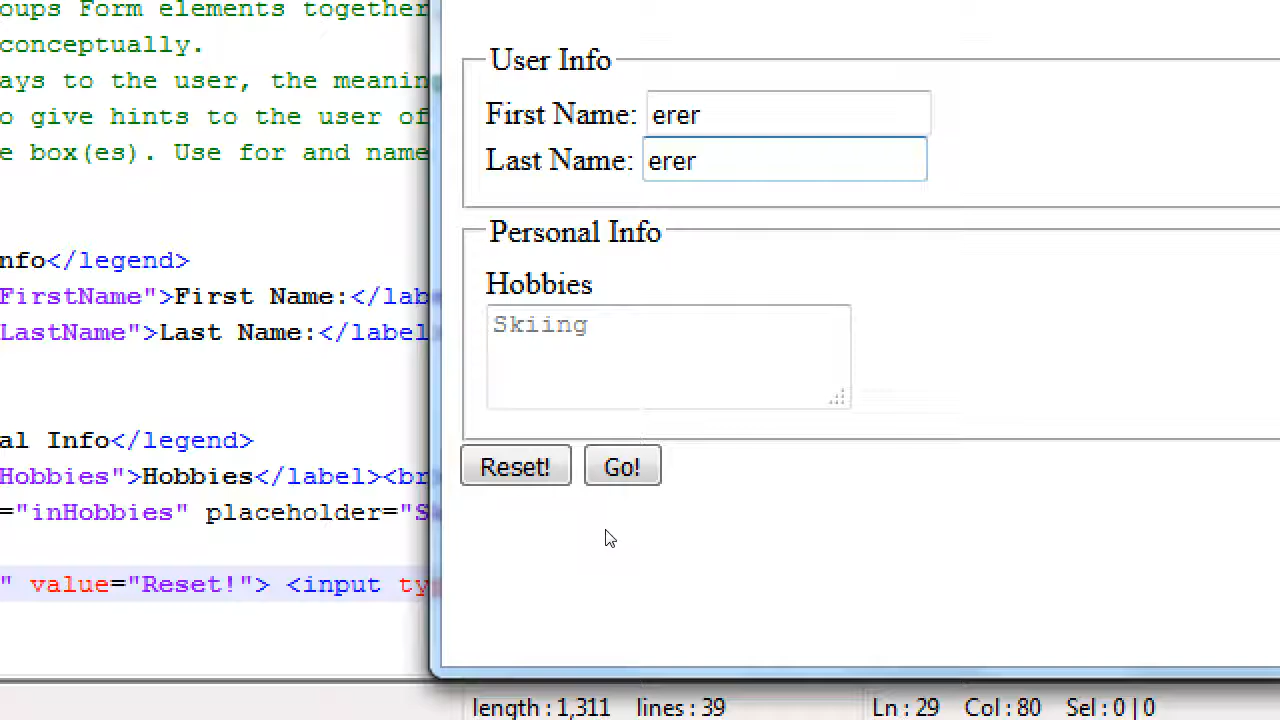 oups Form elements together
conceptually.
ays to the user, the meanin
o give hints to the user of
e box(es). Use for and name
nfo</legend>
FirstName">First Name:</lab
LastName">Last Name:</label
al Info</legend>
Hobbies">Hobbies</label><br
="inHobbies" placeholder="S
" value="Reset!"> <input ty
User Info
First Name: erer
Last Name: erer
Personal Info
Hobbies
Skiing
Reset! Go!
length : 1,311 lines : 39 Ln : 29 Col : 80 Sel : 0 | 0